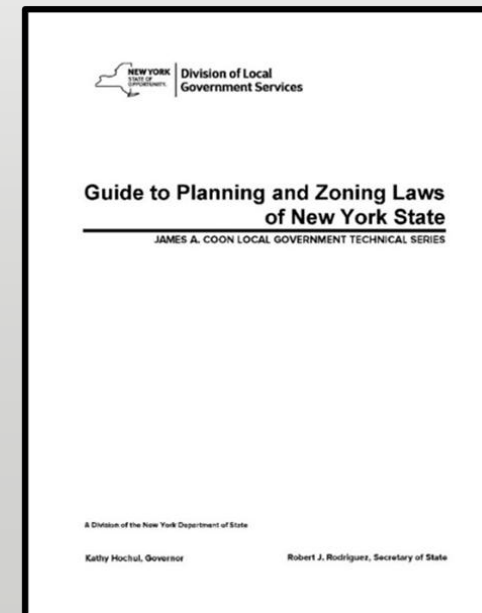 NEW YORK
STATE OF
OPPORTUNITY.
Division of Local
Government Services
Guide to Planning and Zoning Laws
of New York State
JAMES A. COON LOCAL GOVERNMENT TECHNICAL SERIES
A Division of the New York Department of State
Kathy Hochul, Governor
Robert J. Rodriguez, Secretary of State